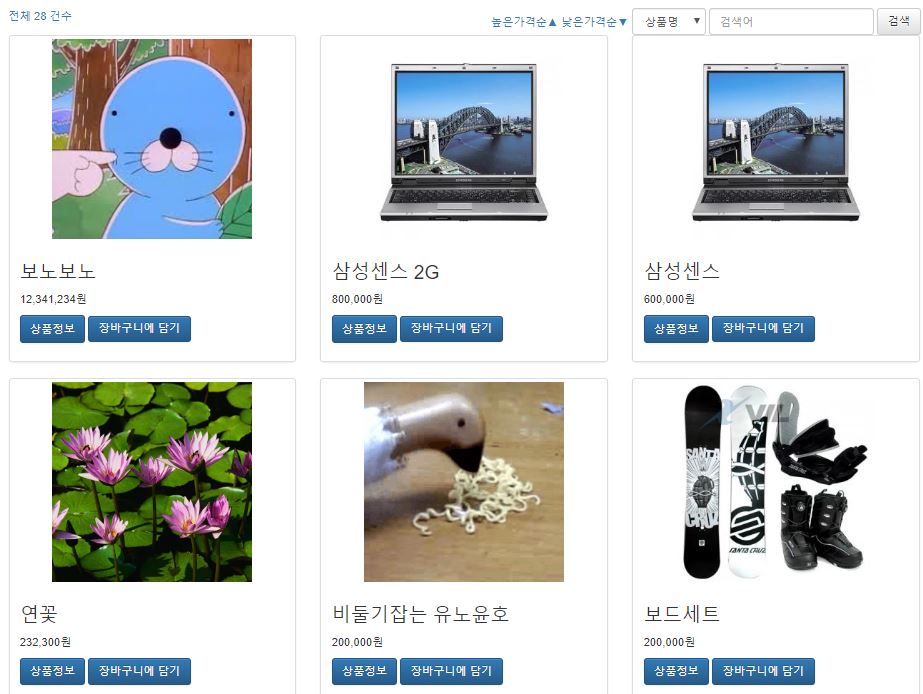 전체 28 건수
높은가격순▲ 낮은가격순▼ 상품명 ▼ 검색어 검색
보노보노
12,341,234원
상품정보 장바구니에 담기
삼성센스 2G
800,000원
상품정보 장바구니에 담기
삼성센스
600,000원
상품정보 장바구니에 담기
연꽃
232,300원
상품정보 장바구니에 담기
비둘기잡는 유노윤호
200,000원
상품정보 장바구니에 담기
SANTA
CRUZ
SANTA CRUZ
보드세트
200,000원
상품정보 장바구니에 담기